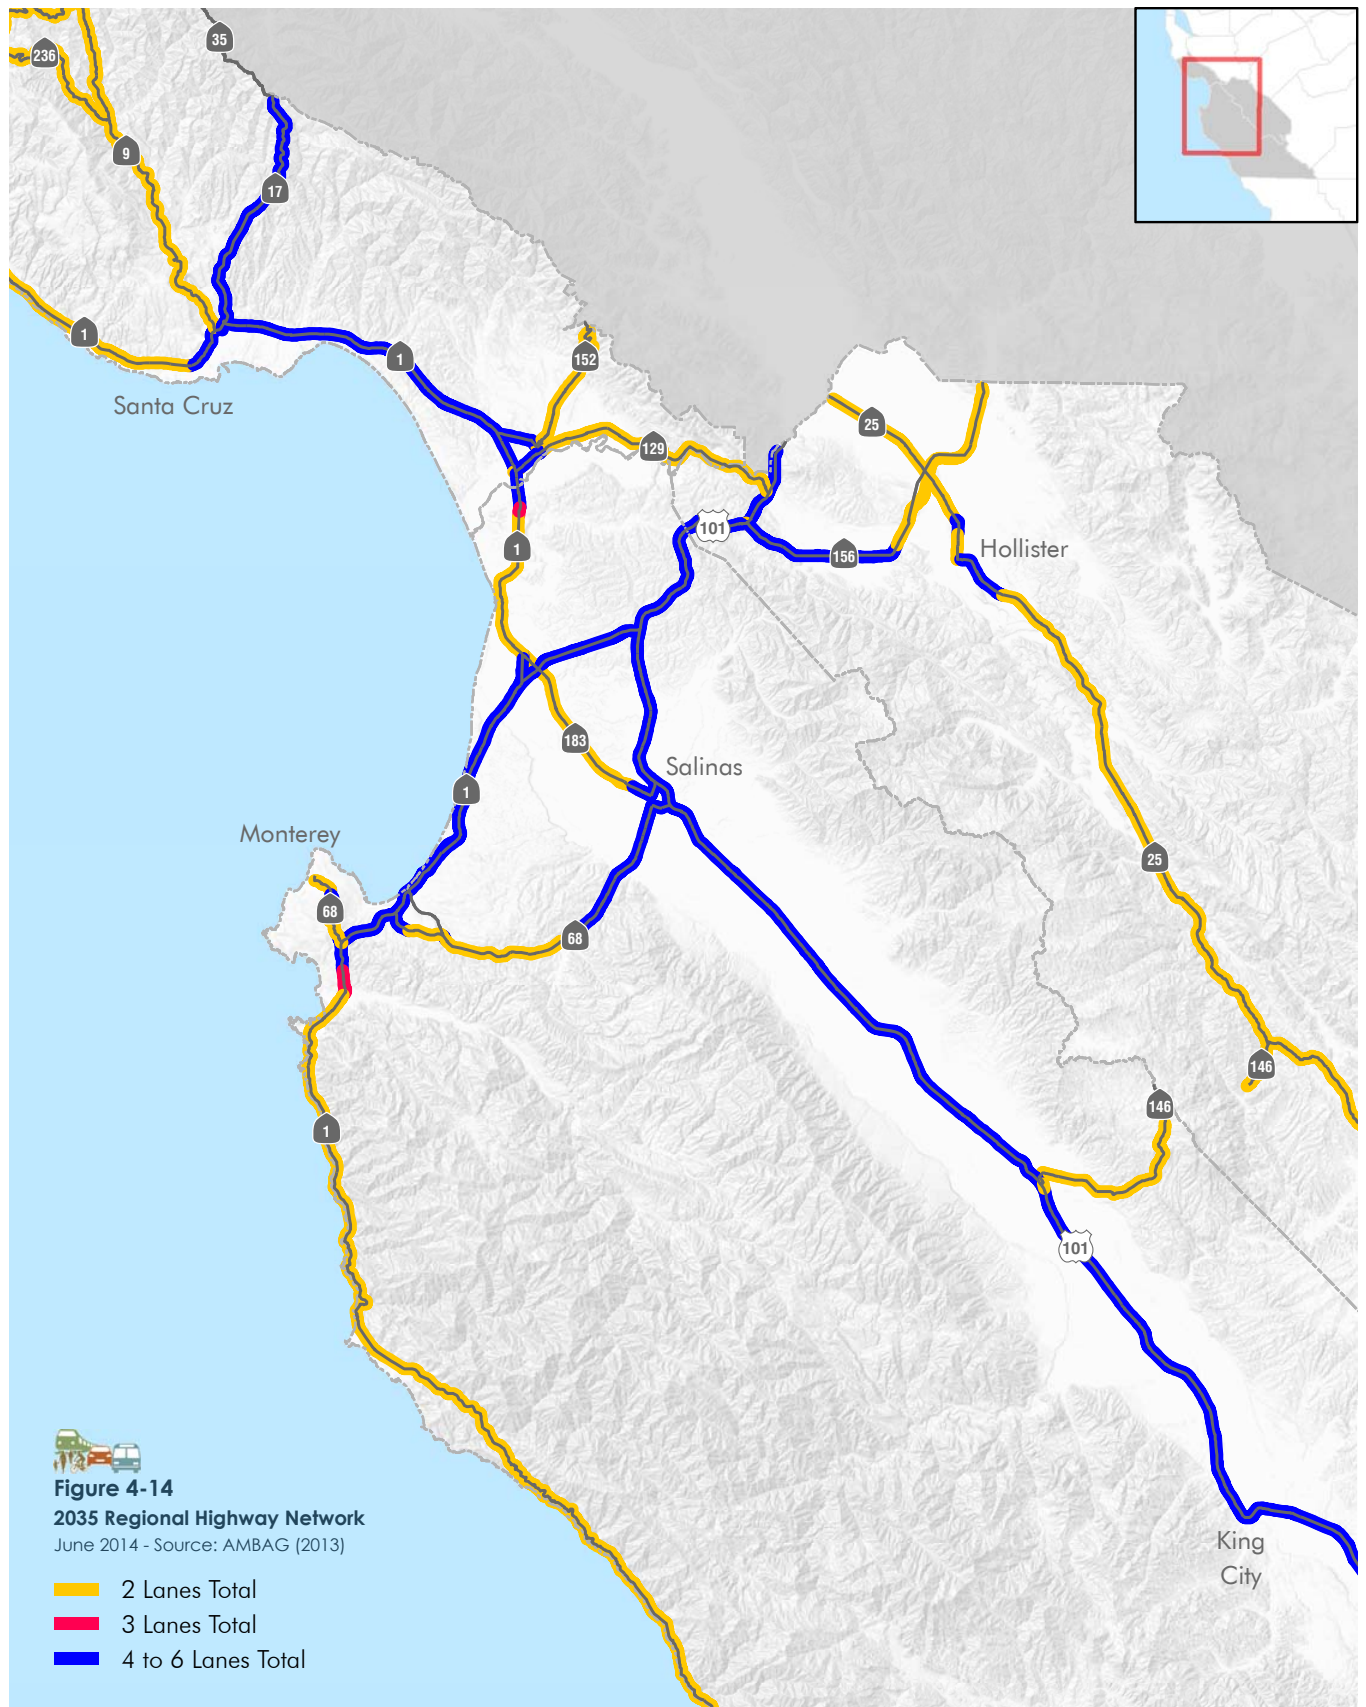 35
236
9
17
1
Santa Cruz
1
152
25
129
101
1
156
Hollister
183
Salinas
1
Monterey
25
68
68
146
146
1
101
King
City
Figure 4-14
2035 Regional Highway Network
June 2014 - Source: AMBAG (2013)
2 Lanes Total
3 Lanes Total
4 to 6 Lanes Total